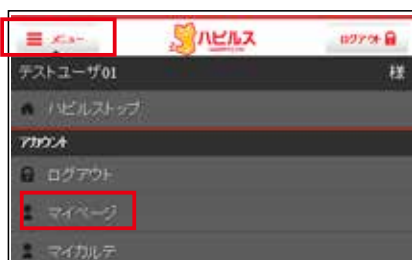 メニュー ハピルス ログアウト
テストユーザ01 様
ハピルストップ
アカウント
ログアウト
マイページ
マイカルテ